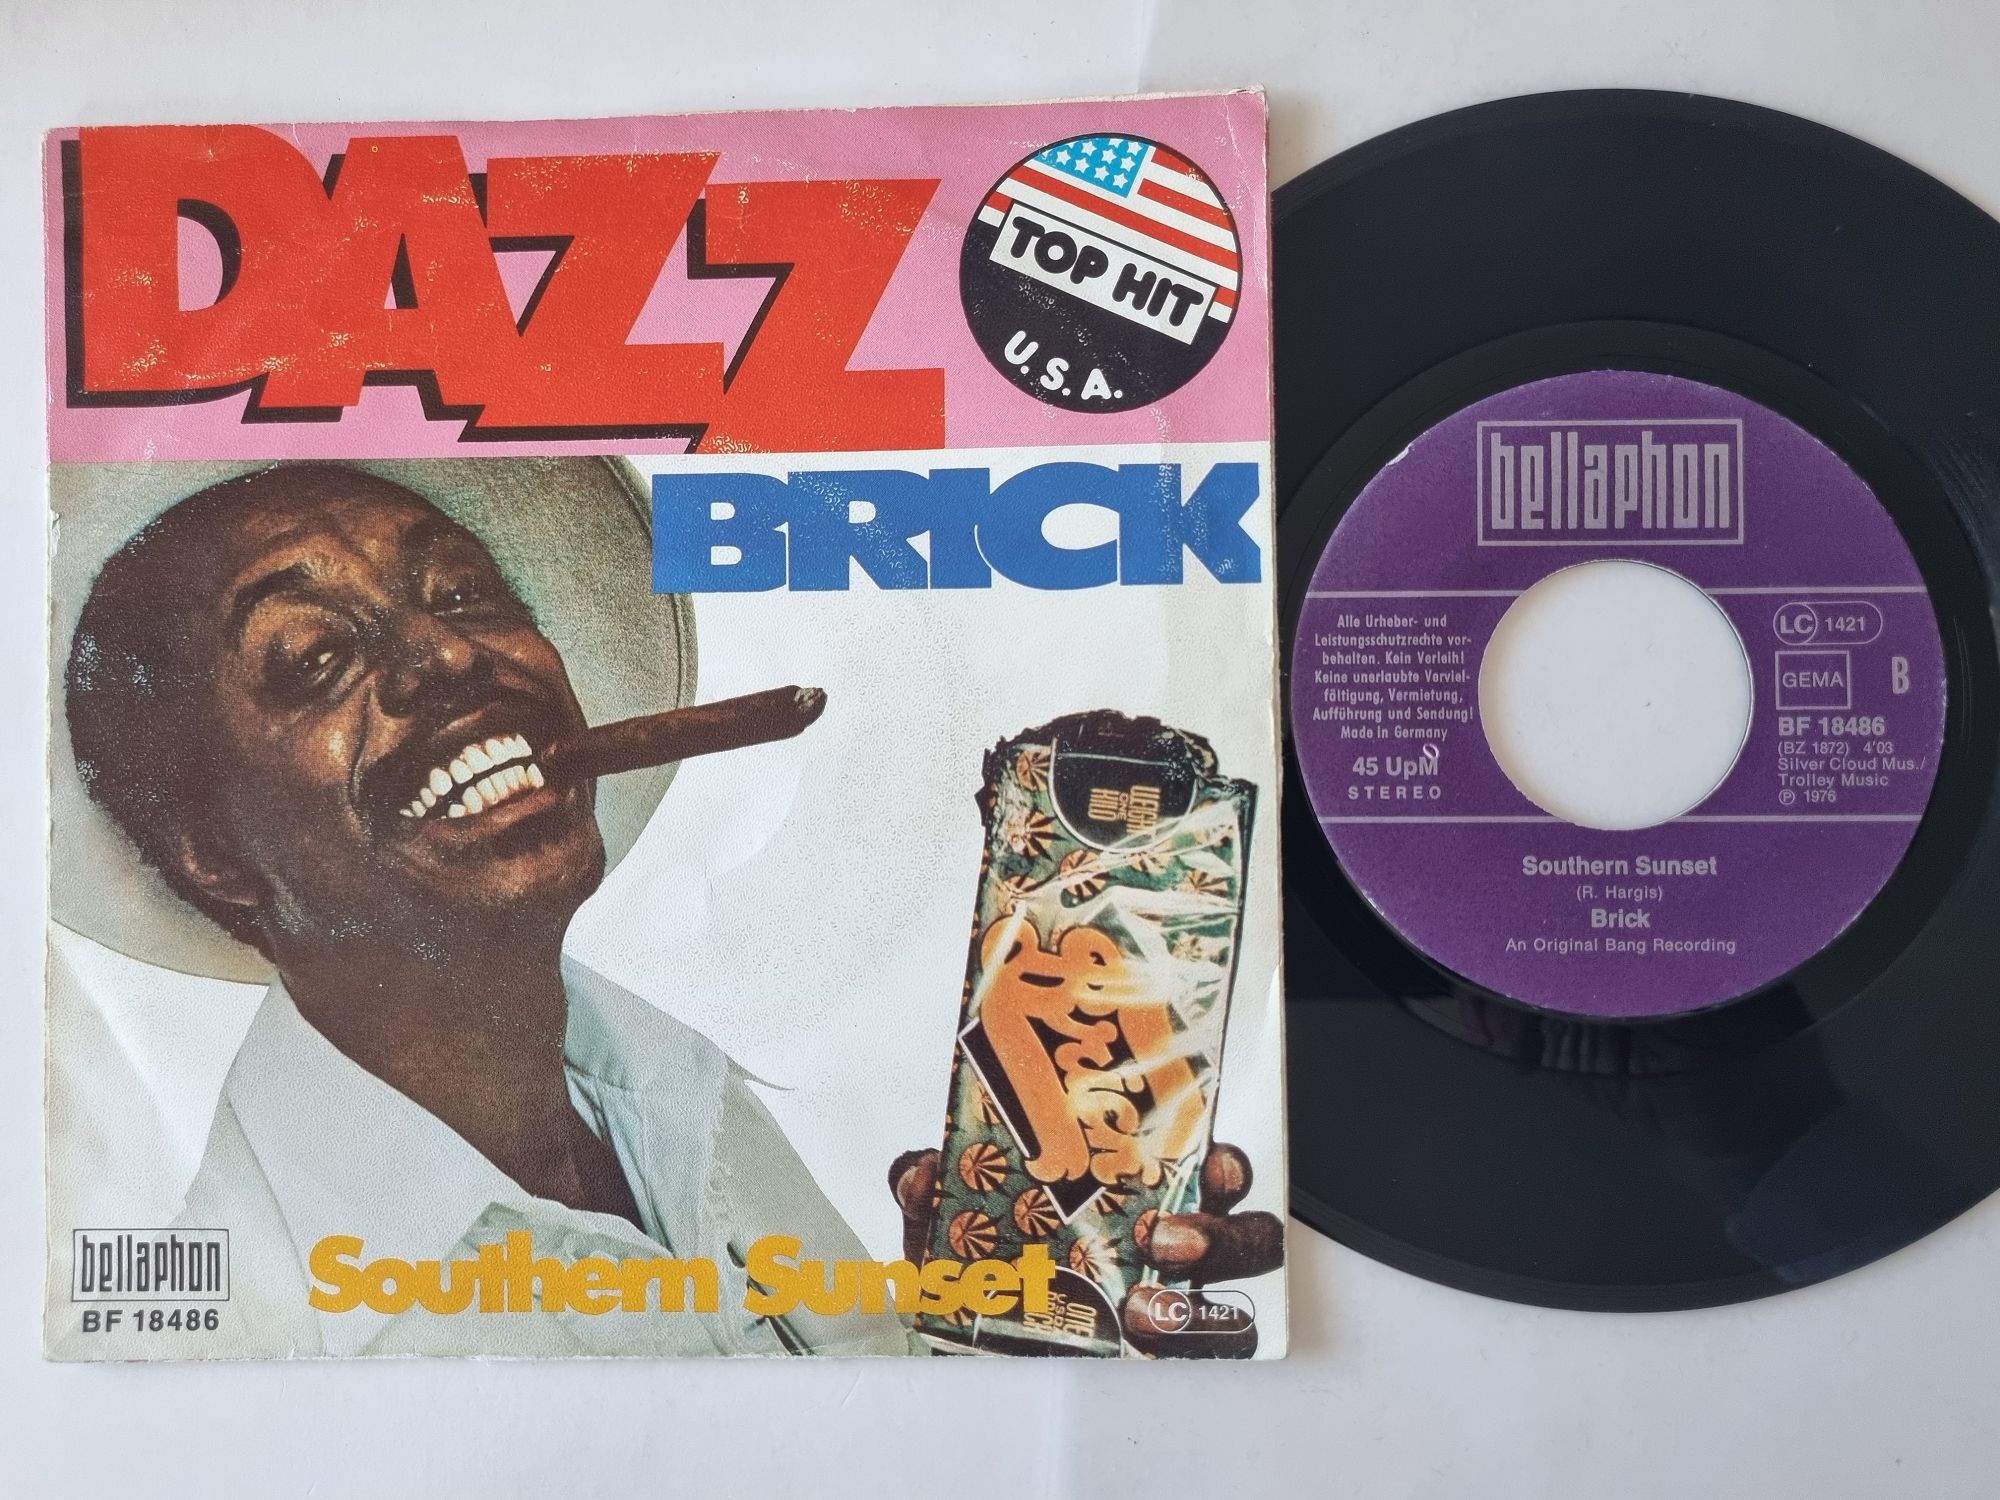 DAZZ
TOP HIT
U.S.A.
BRICK
Brick
bellaphon
BF 18486
Southern Sunset
LC 1421
bellaphon
Alle Urheber- und
Leistungsschutzrechte vor-
behalten. Kein Verleih!
Keine unerlaubte Verviel-
fältigung, Vermietung,
Aufführung und Sendung!
Made in Germany
45 UpM
STEREO
LC 1421
GEMA
B
BF 18486
(BZ 1872) 4'03
Silver Cloud Mus./
Trolley Music
℗ 1976
Southern Sunset
(R. Hargis)
Brick
An Original Bang Recording